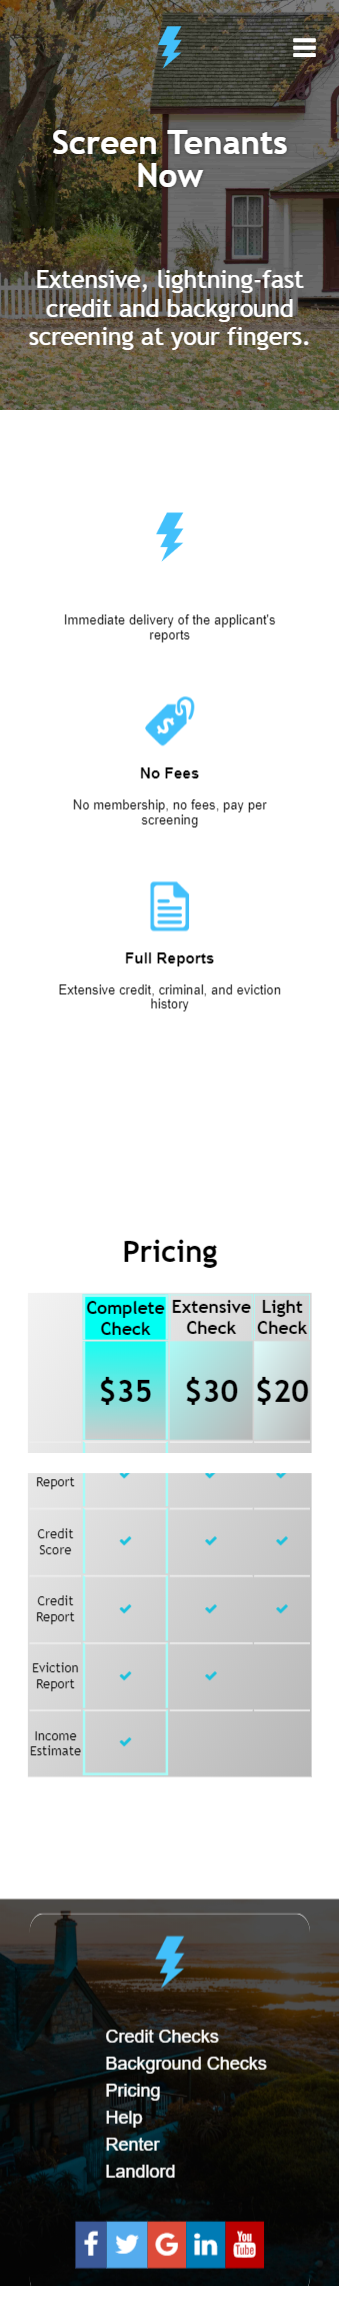 Screen Tenants
Now
Extensive, lightning-fast
credit and background
screening at your fingers.
Immediate delivery of the applicant's
reports
No Fees
No membership, no fees, pay per
screening
Full Reports
Extensive credit, criminal, and eviction
history
Pricing
Complete Check Extensive Check Light Check
$35 $30 $20
Report
Credit
Score
Credit
Report
Eviction
Report
Income
Estimate
Credit Checks
Background Checks
Pricing
Help
Renter
Landlord
f G in You Tube